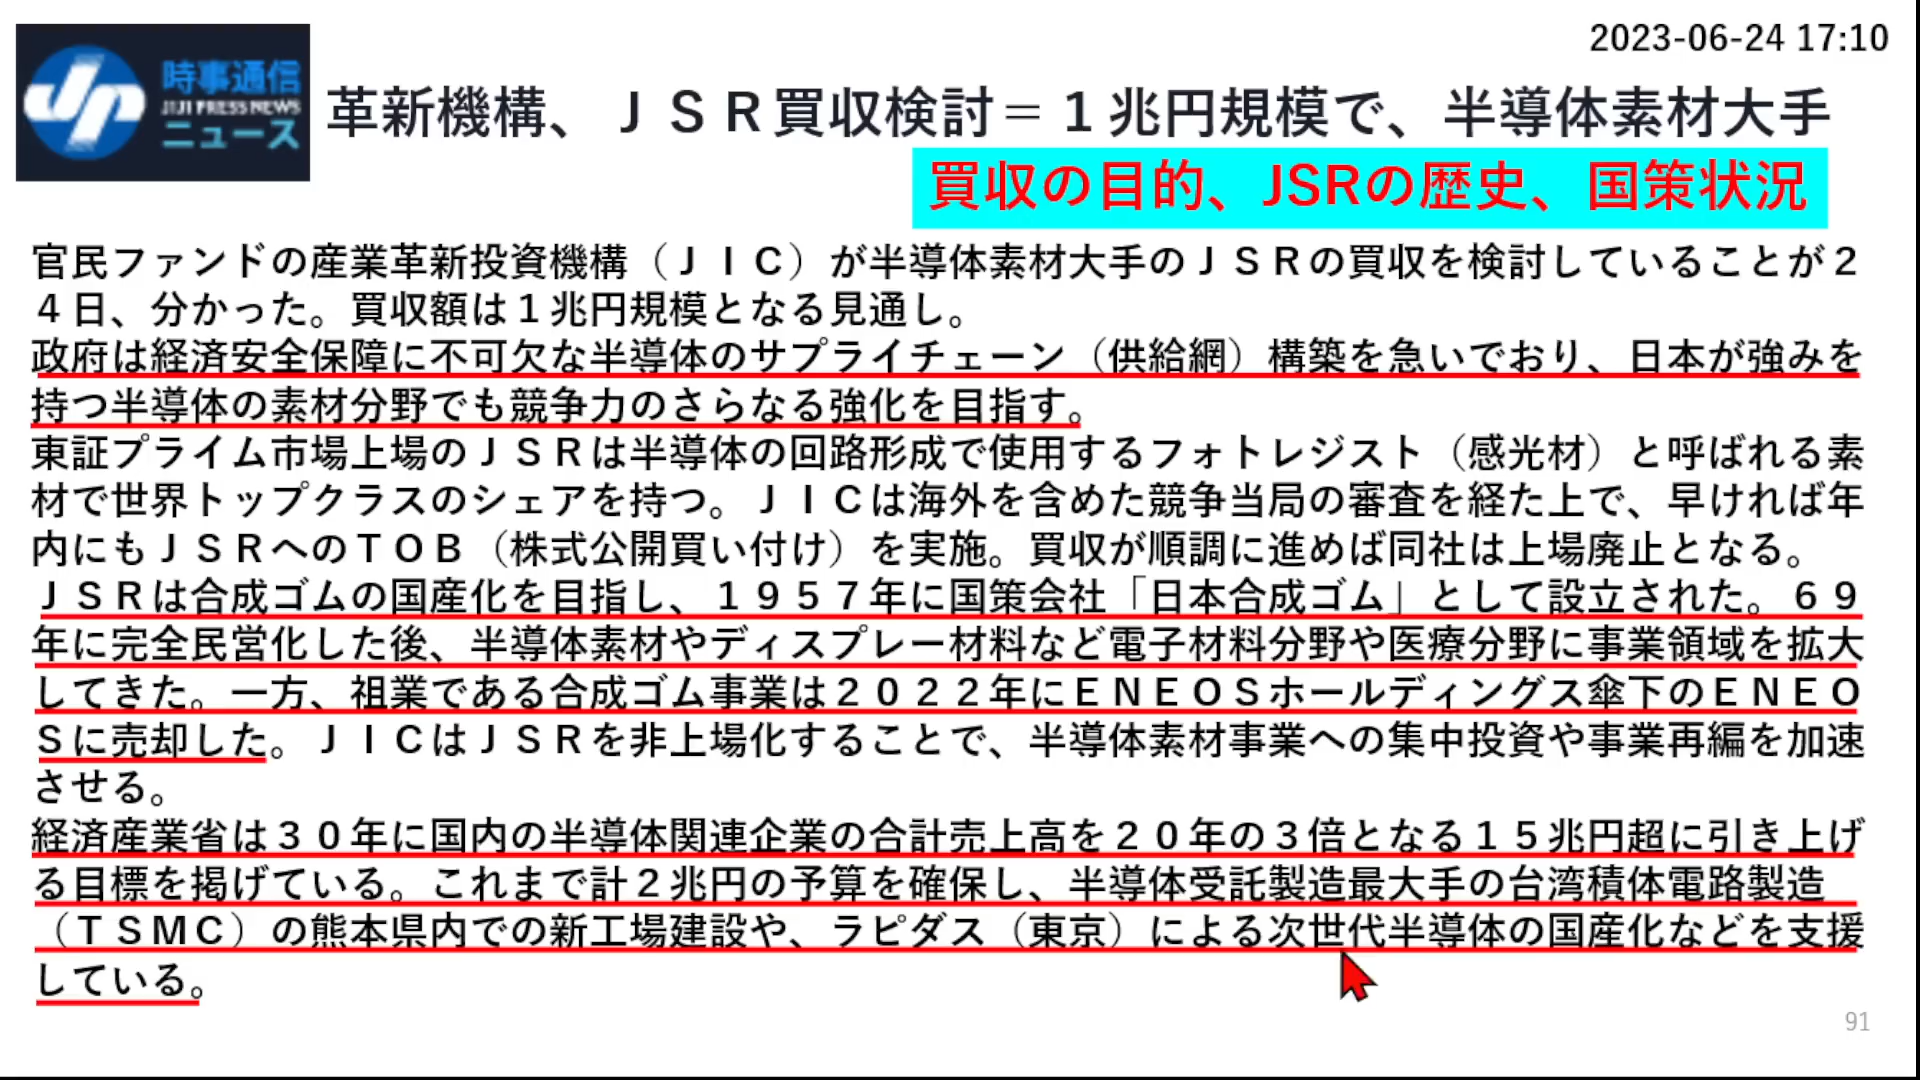 2023-06-24 17:10
時事通信
JIJI PRESS NEWS
ニュース
革新機構、ＪＳＲ買収検討＝１兆円規模で、半導体素材大手
買収の目的、JSRの歴史、国策状況
官民ファンドの産業革新投資機構（ＪＩＣ）が半導体素材大手のＪＳＲの買収を検討していることが２
４日、分かった。買収額は１兆円規模となる見通し。
政府は経済安全保障に不可欠な半導体のサプライチェーン（供給網）構築を急いでおり、日本が強みを
持つ半導体の素材分野でも競争力のさらなる強化を目指す。
東証プライム市場上場のＪＳＲは半導体の回路形成で使用するフォトレジスト（感光材）と呼ばれる素
材で世界トップクラスのシェアを持つ。ＪＩＣは海外を含めた競争当局の審査を経た上で、早ければ年
内にもＪＳＲへのＴＯＢ（株式公開買い付け）を実施。買収が順調に進めば同社は上場廃止となる。
ＪＳＲは合成ゴムの国産化を目指し、１９５７年に国策会社「日本合成ゴム」として設立された。６９
年に完全民営化した後、半導体素材やディスプレー材料など電子材料分野や医療分野に事業領域を拡大
してきた。一方、祖業である合成ゴム事業は２０２２年にＥＮＥＯＳホールディングス傘下のＥＮＥＯ
Ｓに売却した。ＪＩＣはＪＳＲを非上場化することで、半導体素材事業への集中投資や事業再編を加速
させる。
経済産業省は３０年に国内の半導体関連企業の合計売上高を２０年の３倍となる１５兆円超に引き上げ
る目標を掲げている。これまで計２兆円の予算を確保し、半導体受託製造最大手の台湾積体電路製造
（ＴＳＭＣ）の熊本県内での新工場建設や、ラピダス（東京）による次世代半導体の国産化などを支援
している。
91